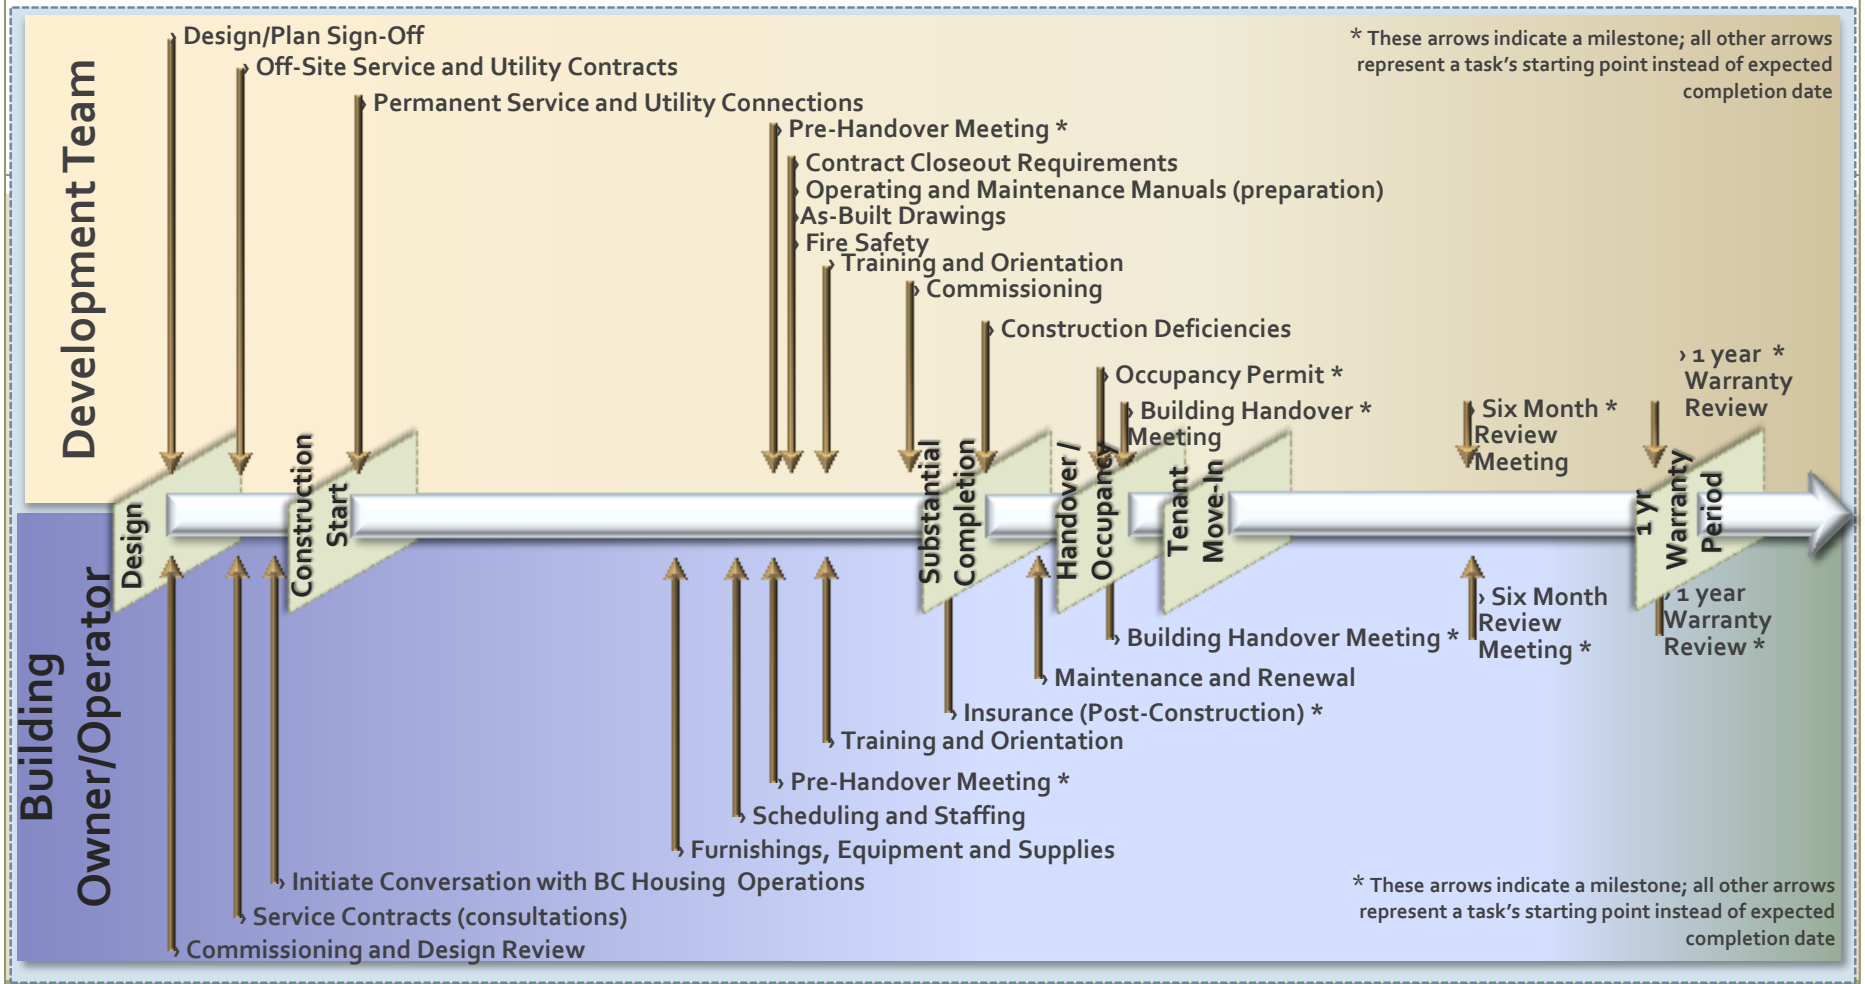 Development Team
› Design/Plan Sign-Off
› Off-Site Service and Utility Contracts
› Permanent Service and Utility Connections
› Pre-Handover Meeting *
› Contract Closeout Requirements
› Operating and Maintenance Manuals (preparation)
›As-Built Drawings
› Fire Safety
› Training and Orientation
› Commissioning
› Construction Deficiencies
› Occupancy Permit *
› Building Handover *
Meeting
› Six Month *
Review
Meeting
› 1 year *
Warranty
Review
* These arrows indicate a milestone; all other arrows
represent a task's starting point instead of expected
completion date
Design
Construction
Start
Substantial
Completion
Handover /
Occupancy
Tenant
Move-In
1 yr
Warranty
Period
Building
Owner/Operator
› Six Month
Review
Meeting *
› 1 year
Warranty
Review *
› Building Handover Meeting *
› Maintenance and Renewal
› Insurance (Post-Construction) *
› Training and Orientation
› Pre-Handover Meeting *
› Scheduling and Staffing
› Furnishings, Equipment and Supplies
› Initiate Conversation with BC Housing Operations
› Service Contracts (consultations)
› Commissioning and Design Review
* These arrows indicate a milestone; all other arrows
represent a task's starting point instead of expected
completion date